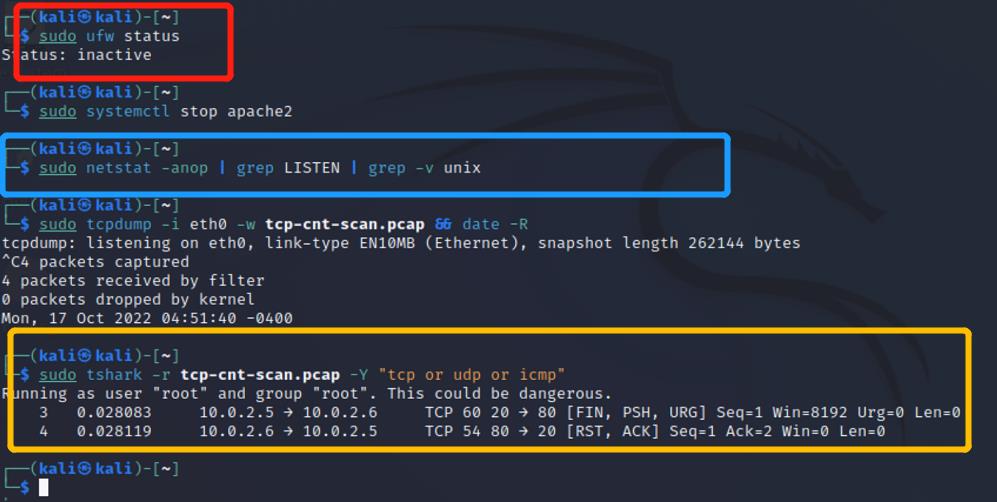 ┌──(kali㉿kali)-[~]
└─$ sudo ufw status
Status: inactive
┌──(kali㉿kali)-[~]
└─$ sudo systemctl stop apache2
┌──(kali㉿kali)-[~]
└─$ sudo netstat -anop | grep LISTEN | grep -v unix
┌──(kali㉿kali)-[~]
└─$ sudo tcpdump -i eth0 -w tcp-cnt-scan.pcap && date -R
tcpdump: listening on eth0, link-type EN10MB (Ethernet), snapshot length 262144 bytes
^C4 packets captured
4 packets received by filter
0 packets dropped by kernel
Mon, 17 Oct 2022 04:51:40 -0400
┌──(kali㉿kali)-[~]
└─$ sudo tshark -r tcp-cnt-scan.pcap -Y "tcp or udp or icmp"
Running as user "root" and group "root". This could be dangerous.
3 0.028083 10.0.2.5 → 10.0.2.6 TCP 60 20 → 80 [FIN, PSH, URG] Seq=1 Win=8192 Urg=0 Len=0
4 0.028119 10.0.2.6 → 10.0.2.5 TCP 54 80 → 20 [RST, ACK] Seq=1 Ack=2 Win=0 Len=0
┌──(kali㉿kali)-[~]
└─$